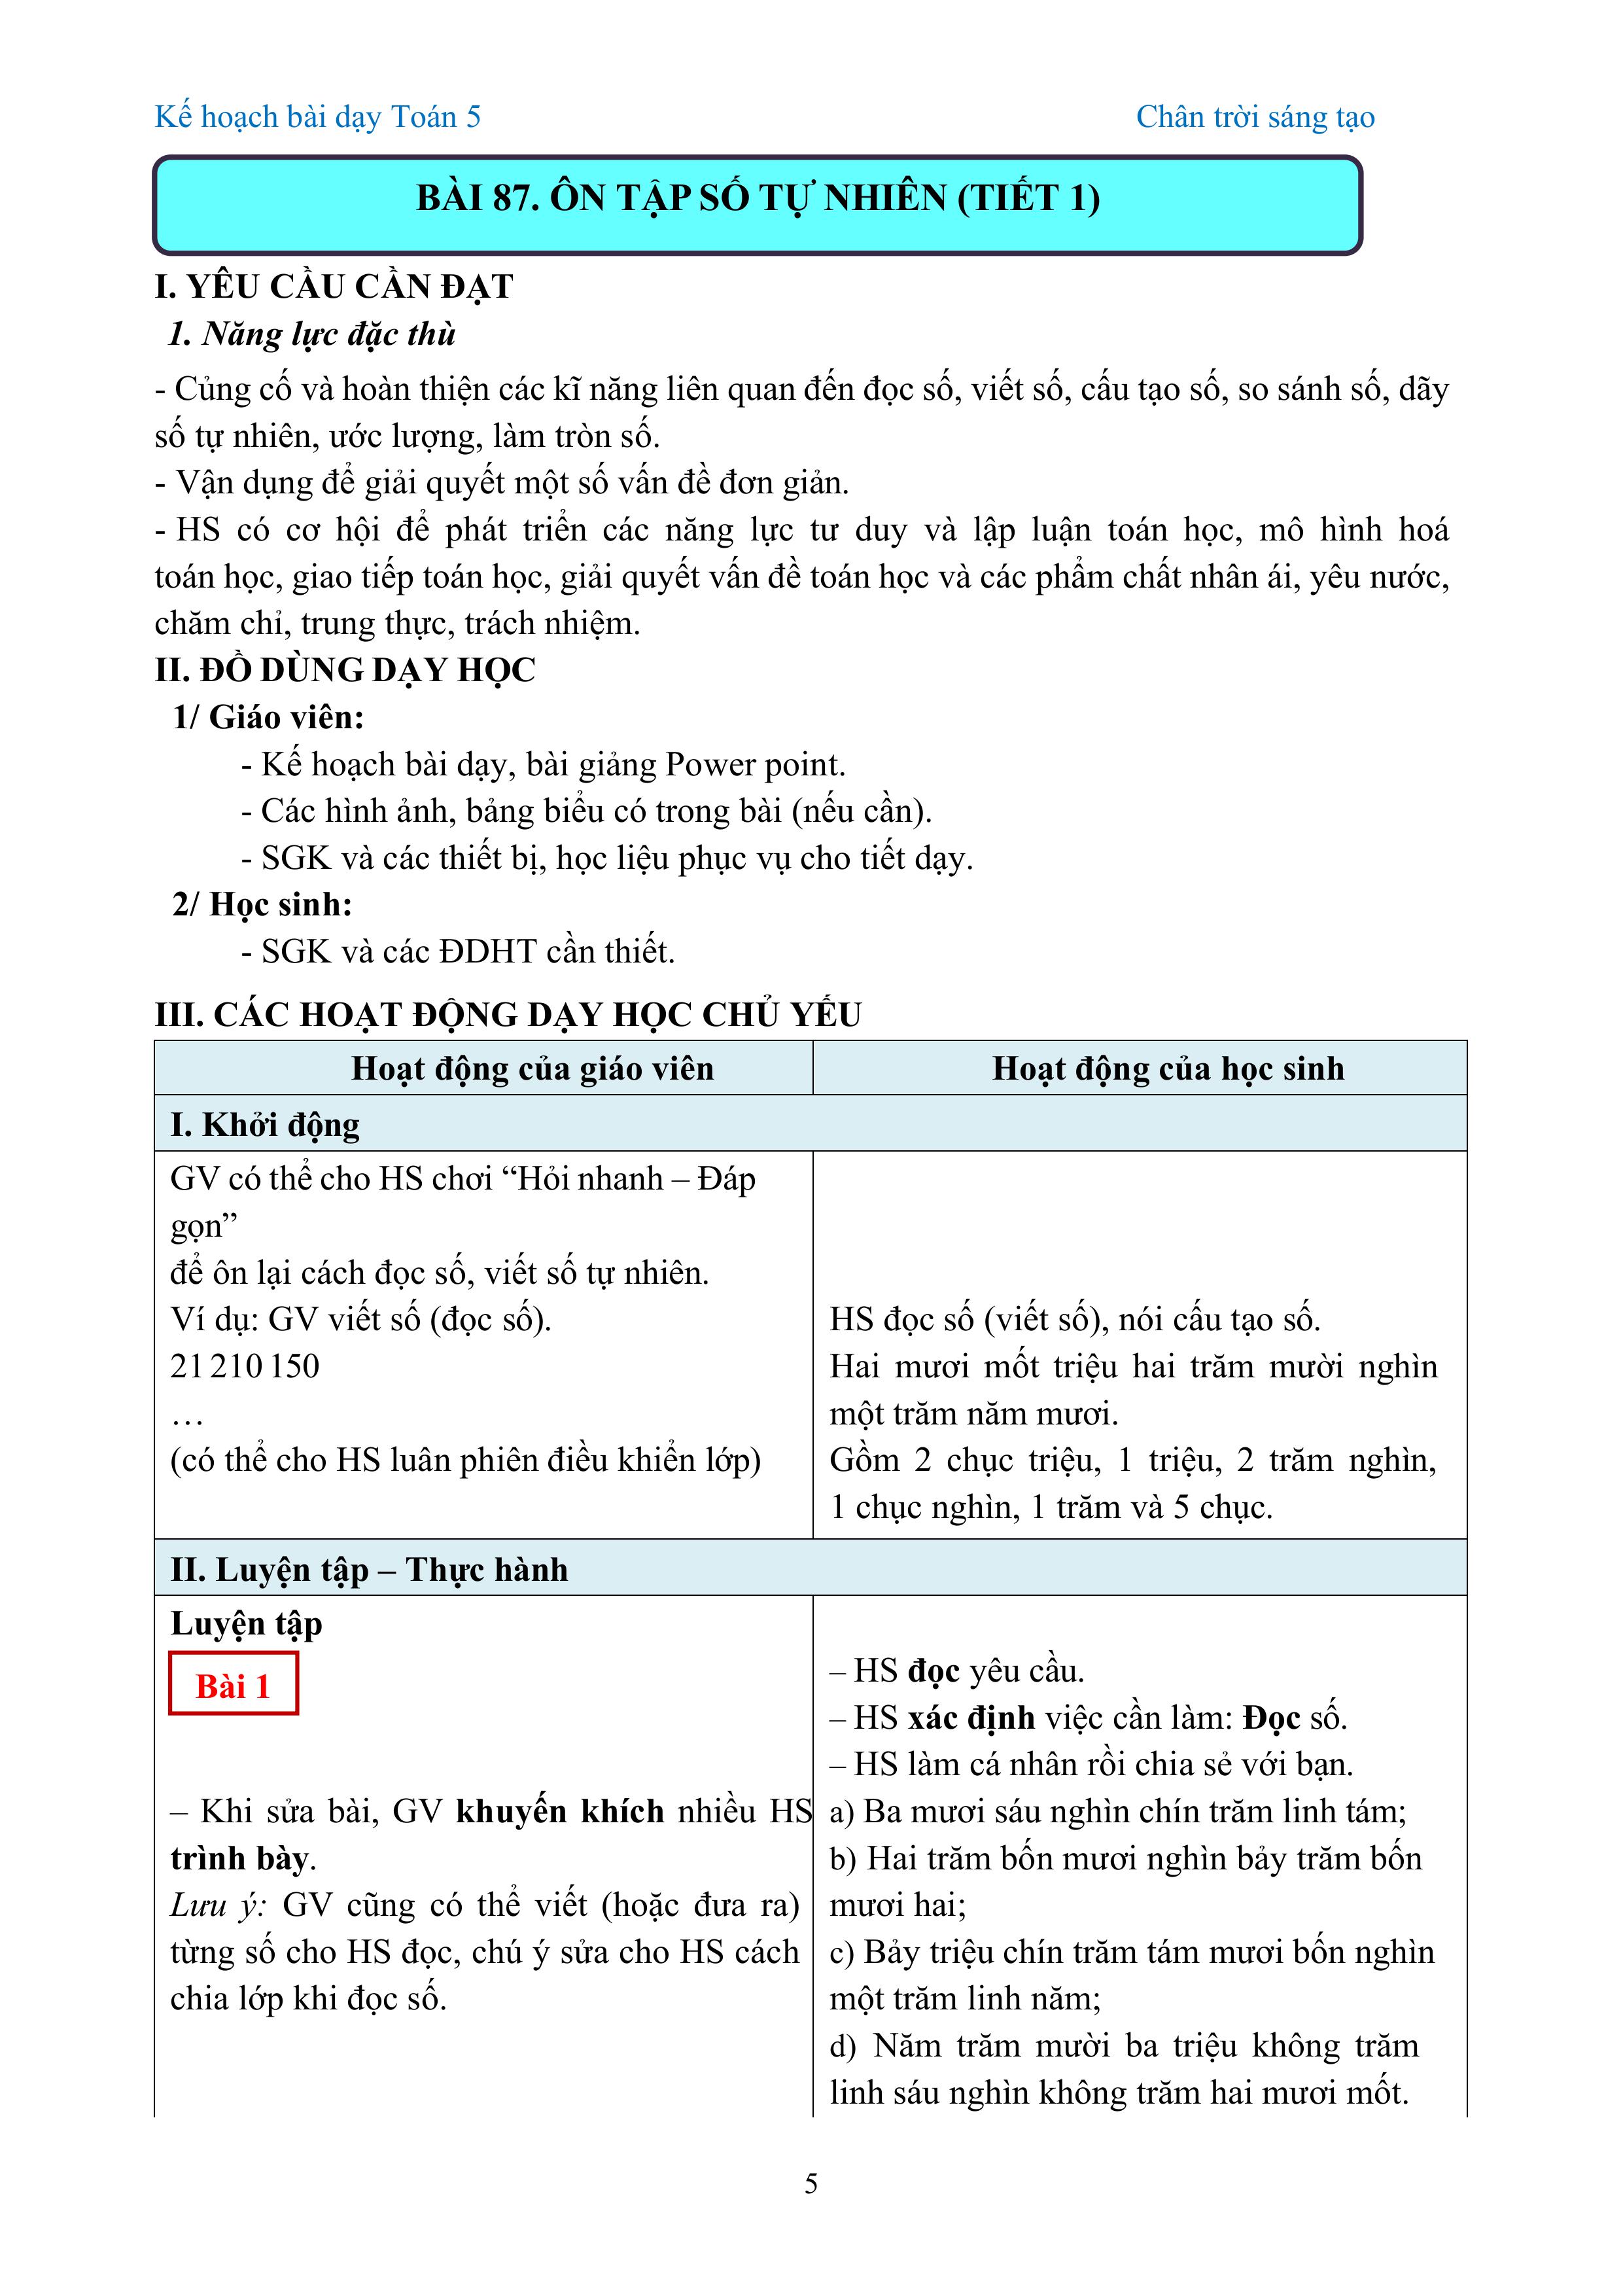 Kế hoạch bài dạy Toán 5 Chân trời sáng tạo
BÀI 87. ÔN TẬP SỐ TỰ NHIÊN (TIẾT 1)
I. YÊU CẦU CẦN ĐẠT
1. Năng lực đặc thù
- Củng cố và hoàn thiện các kĩ năng liên quan đến đọc số, viết số, cấu tạo số, so sánh số, dãy
số tự nhiên, ước lượng, làm tròn số.
- Vận dụng để giải quyết một số vấn đề đơn giản.
- HS có cơ hội để phát triển các năng lực tư duy và lập luận toán học, mô hình hoá
toán học, giao tiếp toán học, giải quyết vấn đề toán học và các phẩm chất nhân ái, yêu nước,
chăm chỉ, trung thực, trách nhiệm.
II. ĐỒ DÙNG DẠY HỌC
1/ Giáo viên:
- Kế hoạch bài dạy, bài giảng Power point.
- Các hình ảnh, bảng biểu có trong bài (nếu cần).
- SGK và các thiết bị, học liệu phục vụ cho tiết dạy.
2/ Học sinh:
- SGK và các ĐDHT cần thiết.
III. CÁC HOẠT ĐỘNG DẠY HỌC CHỦ YẾU
Hoạt động của giáo viên Hoạt động của học sinh
I. Khởi động
GV có thể cho HS chơi “Hỏi nhanh – Đáp
gọn”
để ôn lại cách đọc số, viết số tự nhiên.
Ví dụ: GV viết số (đọc số).
21 210 150
…
(có thể cho HS luân phiên điều khiển lớp)
HS đọc số (viết số), nói cấu tạo số.
Hai mươi mốt triệu hai trăm mười nghìn
một trăm năm mươi.
Gồm 2 chục triệu, 1 triệu, 2 trăm nghìn,
1 chục nghìn, 1 trăm và 5 chục.
II. Luyện tập – Thực hành
Luyện tập
Bài 1
– Khi sửa bài, GV khuyến khích nhiều HS
trình bày.
Lưu ý: GV cũng có thể viết (hoặc đưa ra)
từng số cho HS đọc, chú ý sửa cho HS cách
chia lớp khi đọc số.
– HS đọc yêu cầu.
– HS xác định việc cần làm: Đọc số.
– HS làm cá nhân rồi chia sẻ với bạn.
a) Ba mươi sáu nghìn chín trăm linh tám;
b) Hai trăm bốn mươi nghìn bảy trăm bốn
mươi hai;
c) Bảy triệu chín trăm tám mươi bốn nghìn
một trăm linh năm;
d) Năm trăm mười ba triệu không trăm
linh sáu nghìn không trăm hai mươi mốt.
5